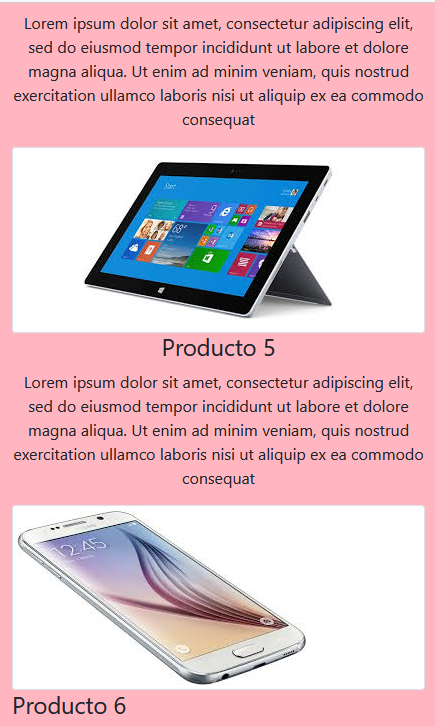 Lorem ipsum dolor sit amet, consectetur adipiscing elit,
sed do eiusmod tempor incididunt ut labore et dolore
magna aliqua. Ut enim ad minim veniam, quis nostrud
exercitation ullamco laboris nisi ut aliquip ex ea commodo
consequat
Start
68°
Producto 5
Lorem ipsum dolor sit amet, consectetur adipiscing elit,
sed do eiusmod tempor incididunt ut labore et dolore
magna aliqua. Ut enim ad minim veniam, quis nostrud
exercitation ullamco laboris nisi ut aliquip ex ea commodo
consequat
12:45
Producto 6